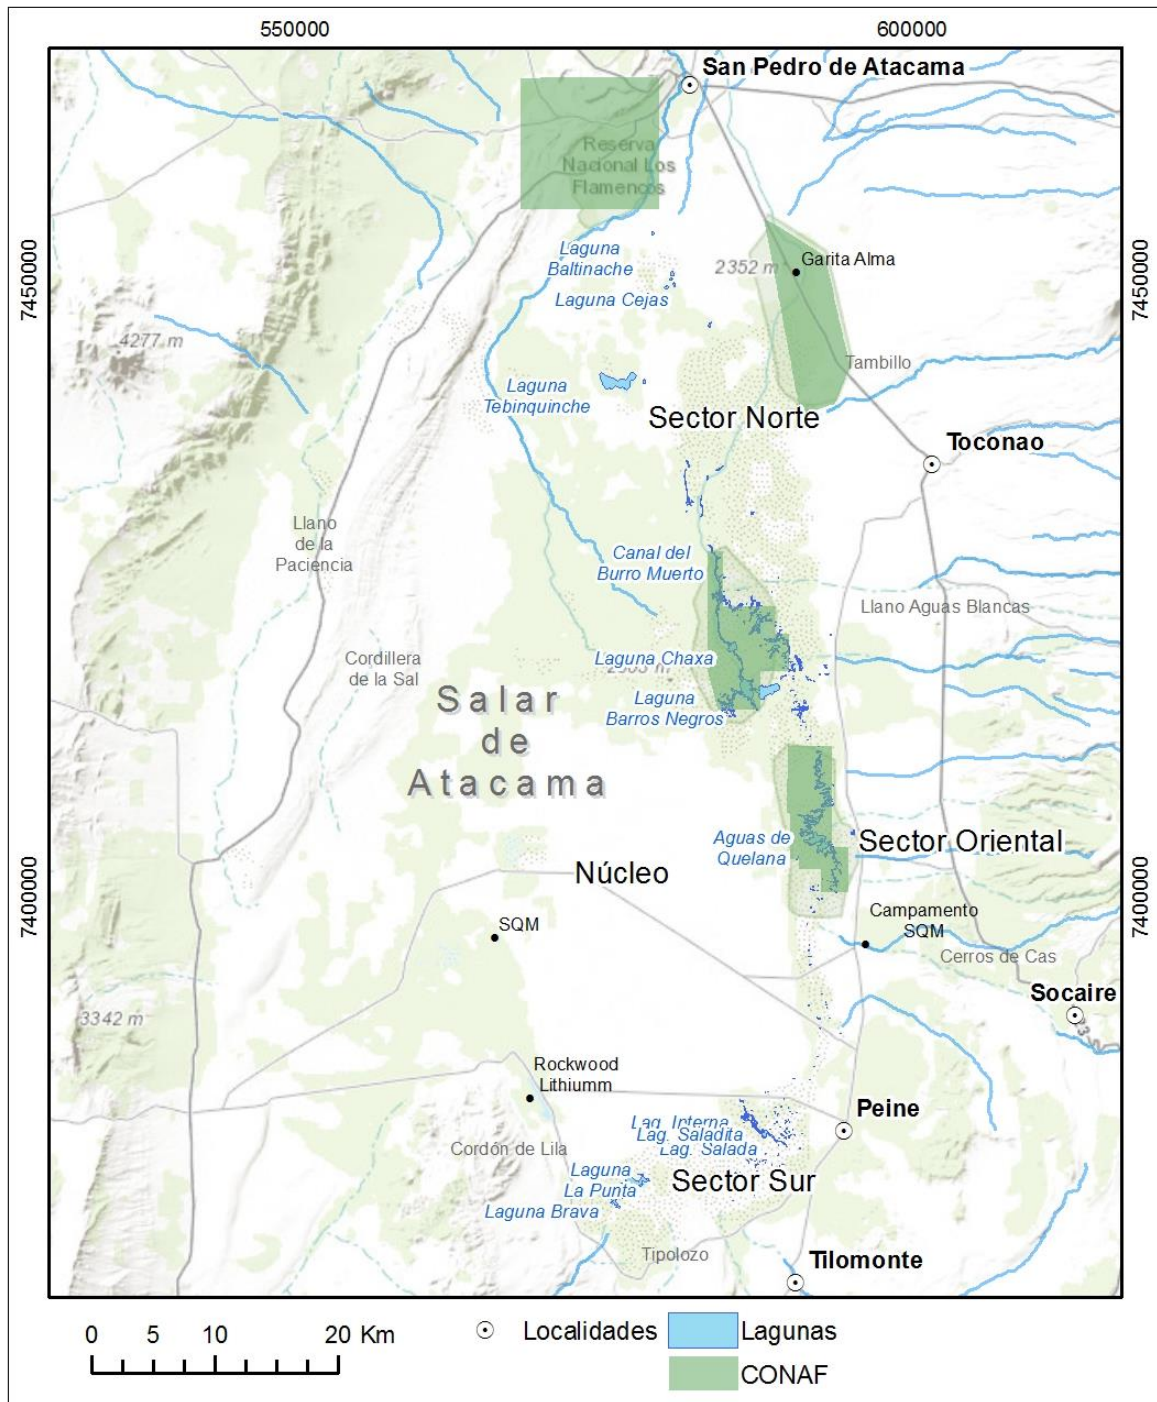 550000
600000
San Pedro de Atacama
Reserva
Nacional Los
Flamencos
Laguna
Baltinache
2352 m
Garita Alma
7450000
7450000
Laguna Cejas
4277 m
Tambillo
Laguna
Tebinquinche
Sector Norte
Toconao
Llano
de la
Paciencia
Canal del
Burro Muerto
Llano Aguas Blancas
Cordillera
de la Sal
Laguna Chaxa
Laguna
Barros Negros
Salar
de
Atacama
Aguas de
Quelana
Sector Oriental
Núcleo
7400000
7400000
SQM
Campamento
SQM
Cerros de Cas
Socaire
3342 m
Rockwood
Lithiumm
Peine
Lag. Interna
Lag. Saladita
Lag. Salada
Cordón de Lila
Laguna
La Punta
Sector Sur
Laguna Brava
Tipolozo
Tilomonte
0 5 10 20 Km
Localidades
Lagunas
CONAF